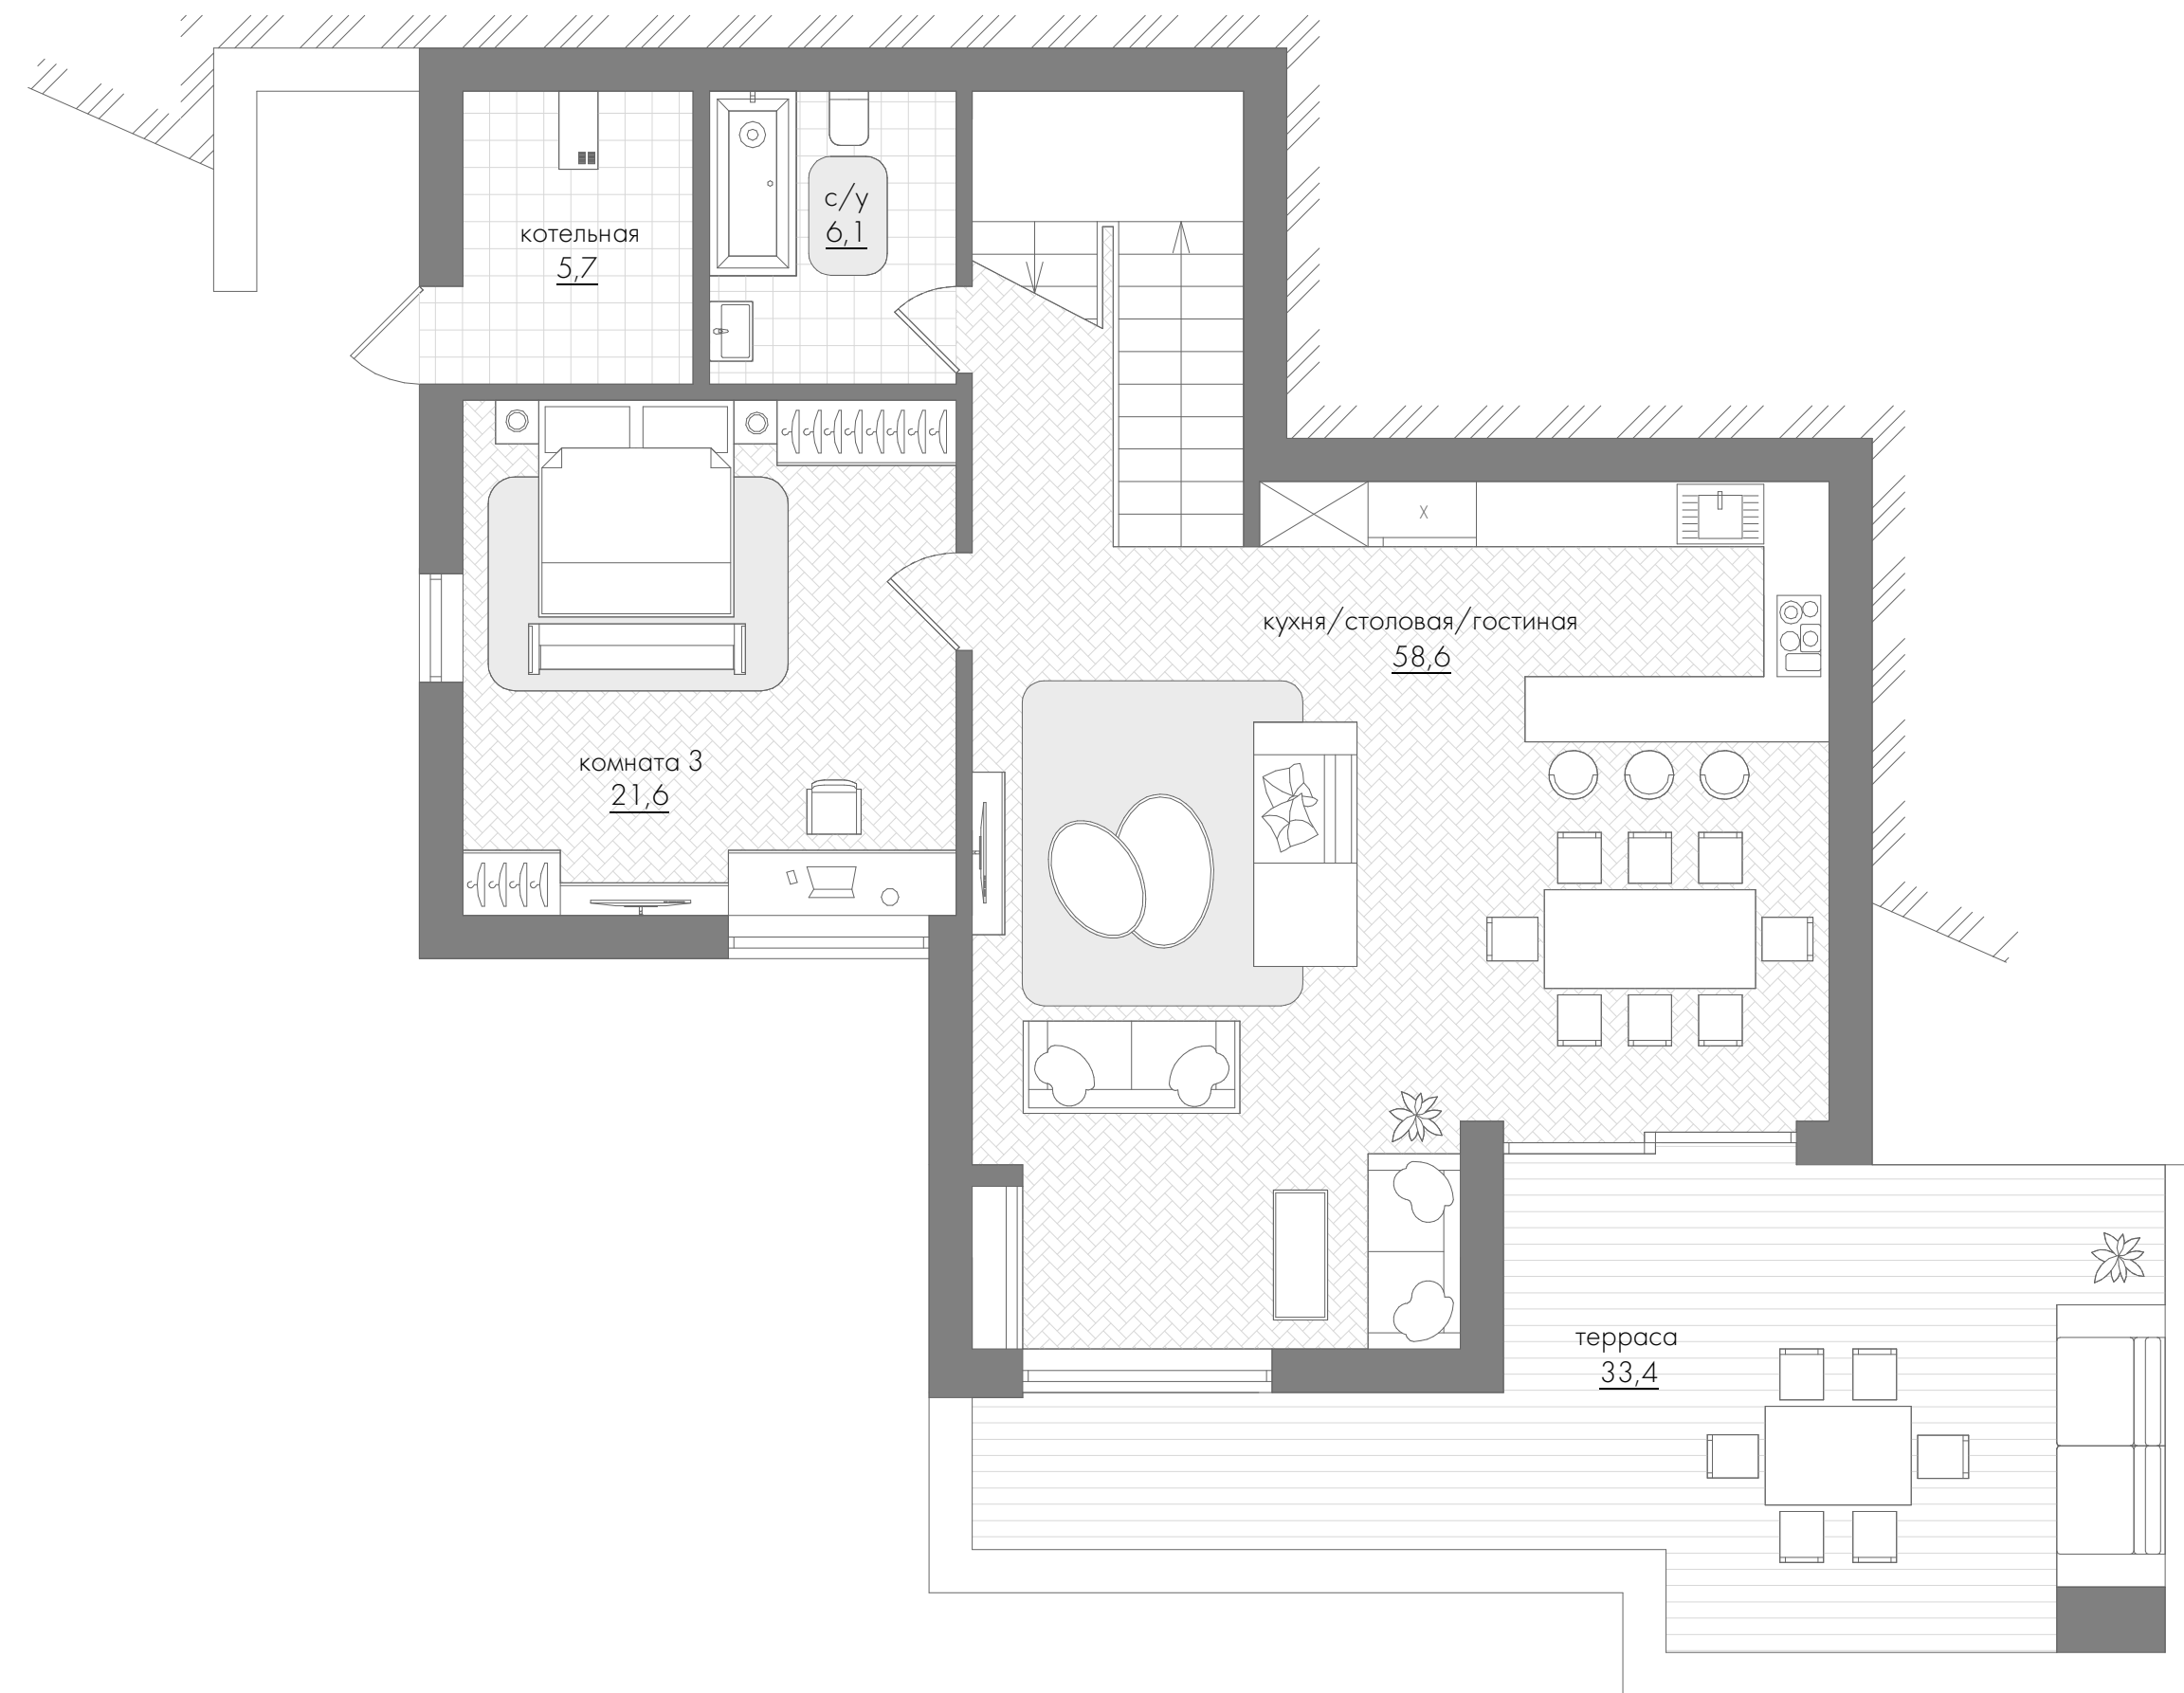 с/у
6,1
котельная
5,7
кухня/столовая/гостиная
58,6
комната 3
21,6
терраса
33,4